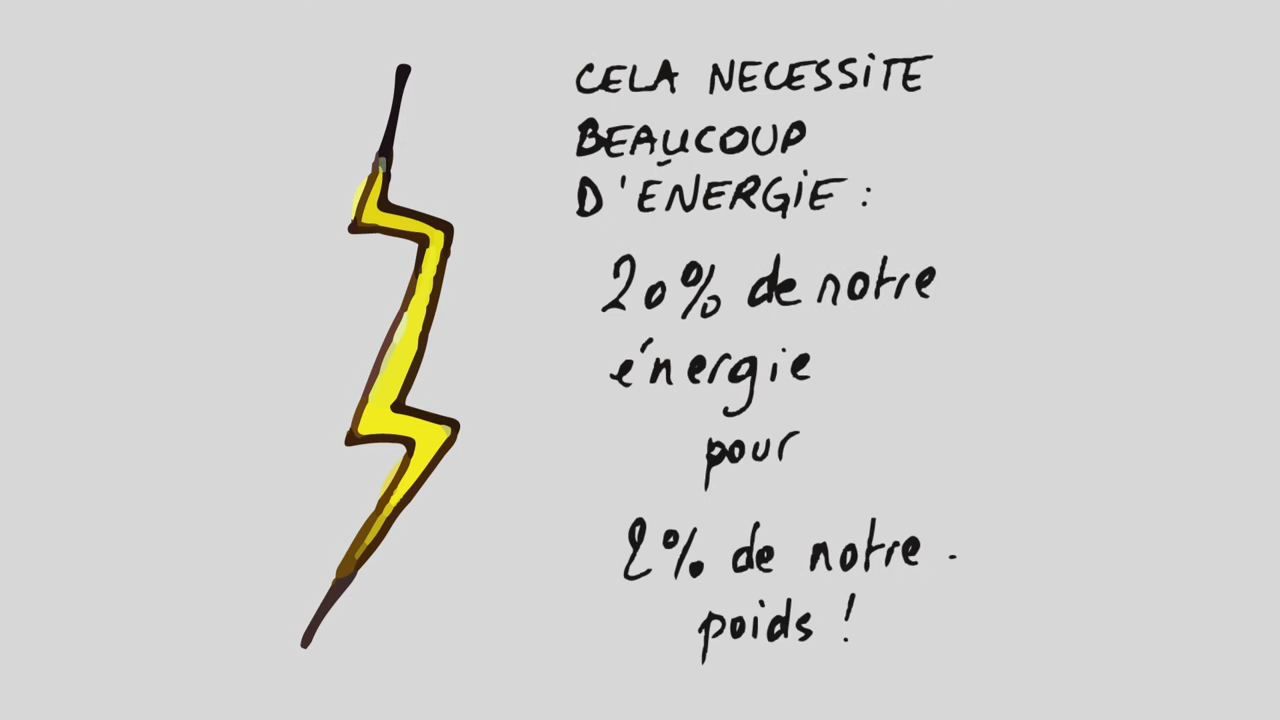 CELA NECESSiTE
BEAUCOUP
D'ENERGiE :
20% de notre
énergie
pour
2% de notre .
poids !